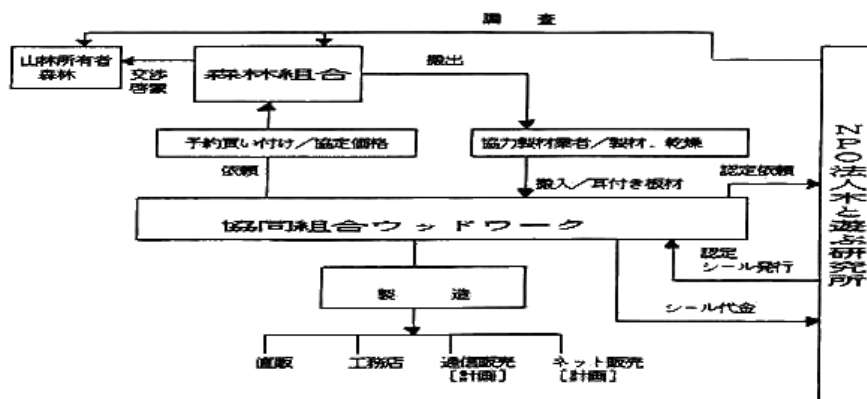 調 査
山林所有者
森林
交渉
啓蒙
森林組合
搬出
予約買い付け／協定価格
協力製材業者／製材、乾燥
依頼
搬入／耳付き板材
認定依頼
協同組合ウッドワーク
認定
シール発行
製 造
シール代金
直販
工務店
通信販売
［計画］
ネット販売
［計画］
NPO法人木と遊ぶ研究所